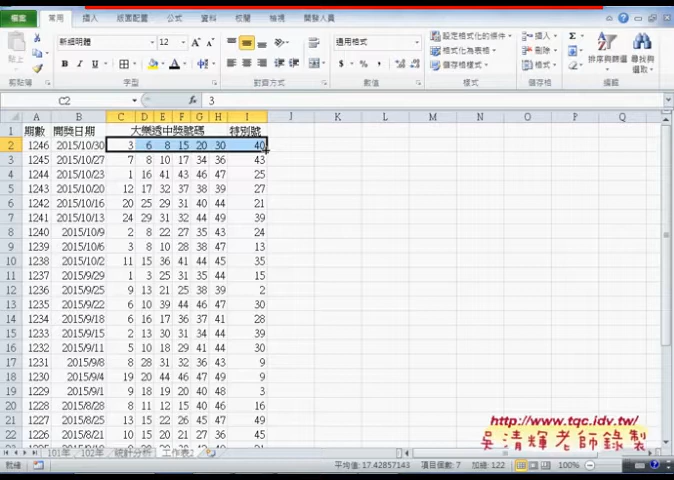 檔案 常用 插入 版面配置 公式 資料 校閱 檢視 開發人員
新細明體 12 A A 通用格式 設定格式化的條件 插入 Σ
貼上 格式化為表格 刪除 排序與篩選 尋找與
B I U $ % 儲存格樣式 格式 選取
剪貼簿 字型 對齊方式 數值 樣式 儲存格 編輯
C2 fx 3
A B C D E F G H I J K L M N O P Q
1 期數 開獎日期 大樂透中獎號碼 特別號
2 1246 2015/10/30 3 6 8 15 20 30 40
3 1245 2015/10/27 7 8 10 17 34 36 43
4 1244 2015/10/23 1 16 41 43 46 47 25
5 1243 2015/10/20 12 17 32 37 38 39 27
6 1242 2015/10/16 20 25 29 31 40 44 21
7 1241 2015/10/13 24 29 31 32 44 49 39
8 1240 2015/10/9 2 8 22 27 35 43 24
9 1239 2015/10/6 3 8 10 28 38 47 13
10 1238 2015/10/2 11 15 36 41 44 45 35
11 1237 2015/9/29 1 3 25 31 35 44 15
12 1236 2015/9/25 9 13 21 25 38 39 2
13 1235 2015/9/22 6 10 39 44 46 47 30
14 1234 2015/9/18 6 16 17 36 37 41 28
15 1233 2015/9/15 2 13 30 31 34 44 39
16 1232 2015/9/11 5 10 18 29 41 44 30
17 1231 2015/9/8 8 28 31 32 36 43 9
18 1230 2015/9/4 19 20 44 46 47 49 9
19 1229 2015/9/1 9 18 19 20 40 48 3
20 1228 2015/8/28 8 11 12 15 40 46 16
21 1227 2015/8/25 13 15 22 26 45 47 49
22 1226 2015/8/21 10 15 20 21 27 36 45
http://www.tqc.idv.tw/
吳清輝老師錄製
101年 102年 統計分析 工作表2
就緒 平均值: 17.42857143 項目個數: 7 加總: 122 100%